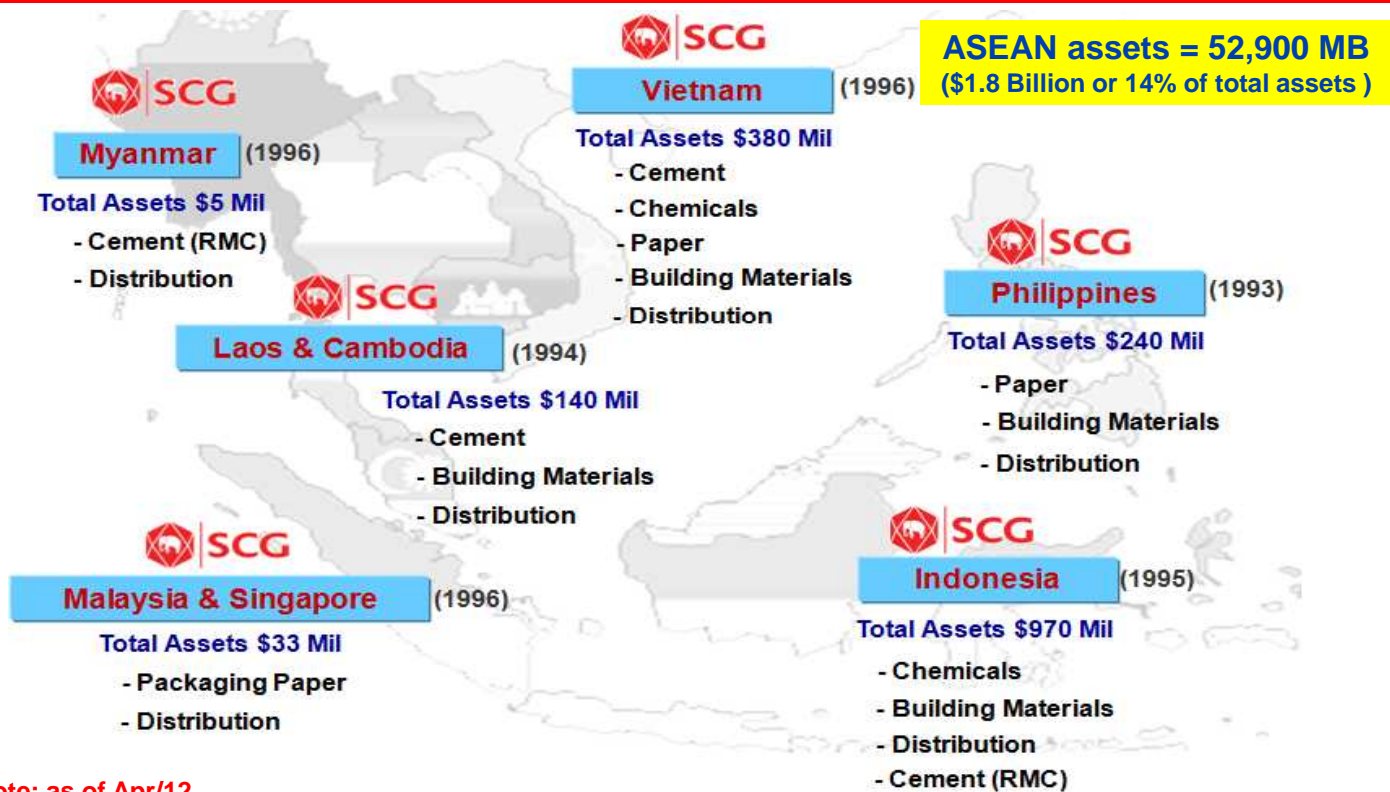 ASEAN assets = 52,900 MB
($1.8 Billion or 14% of total assets )
SCG
Vietnam (1996)
Total Assets $380 Mil
- Cement
- Chemicals
- Paper
- Building Materials
- Distribution
SCG
Myanmar (1996)
Total Assets $5 Mil
- Cement (RMC)
- Distribution
SCG
Laos & Cambodia (1994)
Total Assets $140 Mil
- Cement
- Building Materials
- Distribution
SCG
Philippines (1993)
Total Assets $240 Mil
- Paper
- Building Materials
- Distribution
SCG
Malaysia & Singapore (1996)
Total Assets $33 Mil
- Packaging Paper
- Distribution
SCG
Indonesia (1995)
Total Assets $970 Mil
- Chemicals
- Building Materials
- Distribution
- Cement (RMC)
as of Apr/12